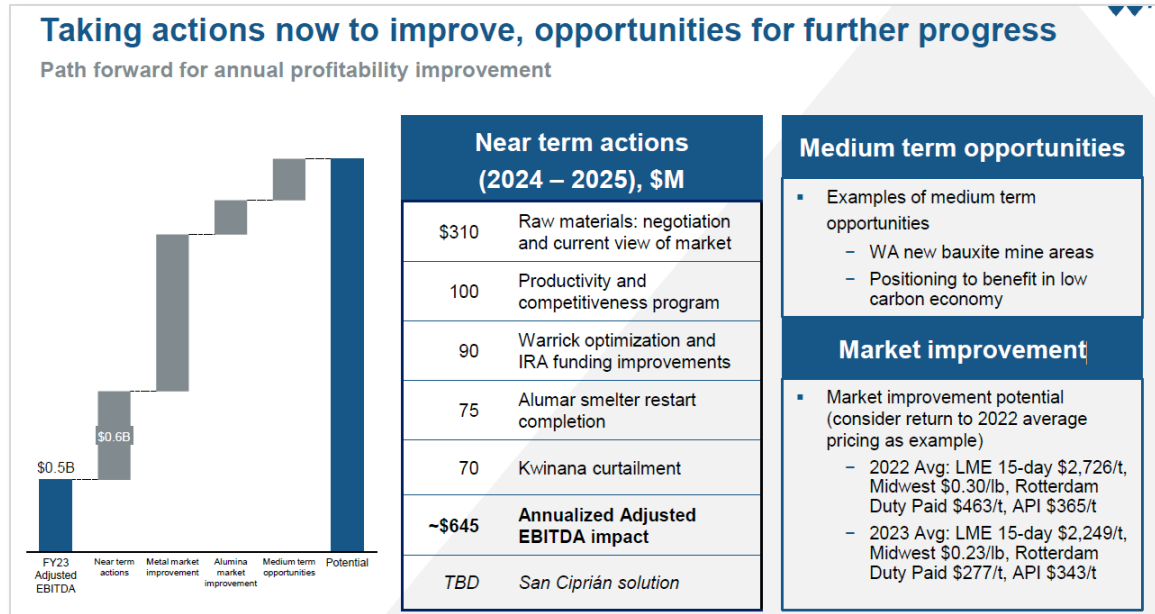 Taking actions now to improve, opportunities for further progress
Path forward for annual profitability improvement
$0.5B
$0.6B
FY23
Adjusted
EBITDA
Near term
actions
Metal market
improvement
Alumina
market
improvement
Medium term
opportunities
Potential
Near term actions
(2024 – 2025), $M
$310
Raw materials: negotiation
and current view of market
100
Productivity and
competitiveness program
90
Warrick optimization and
IRA funding improvements
75
Alumar smelter restart
completion
70
Kwinana curtailment
~$645
Annualized Adjusted
EBITDA impact
TBD
San Ciprián solution
Medium term opportunities
▪ Examples of medium term
opportunities
− WA new bauxite mine areas
− Positioning to benefit in low
carbon economy
Market improvement
▪ Market improvement potential
(consider return to 2022 average
pricing as example)
− 2022 Avg: LME 15-day $2,726/t,
Midwest $0.30/lb, Rotterdam
Duty Paid $463/t, API $365/t
− 2023 Avg: LME 15-day $2,249/t,
Midwest $0.23/lb, Rotterdam
Duty Paid $277/t, API $343/t